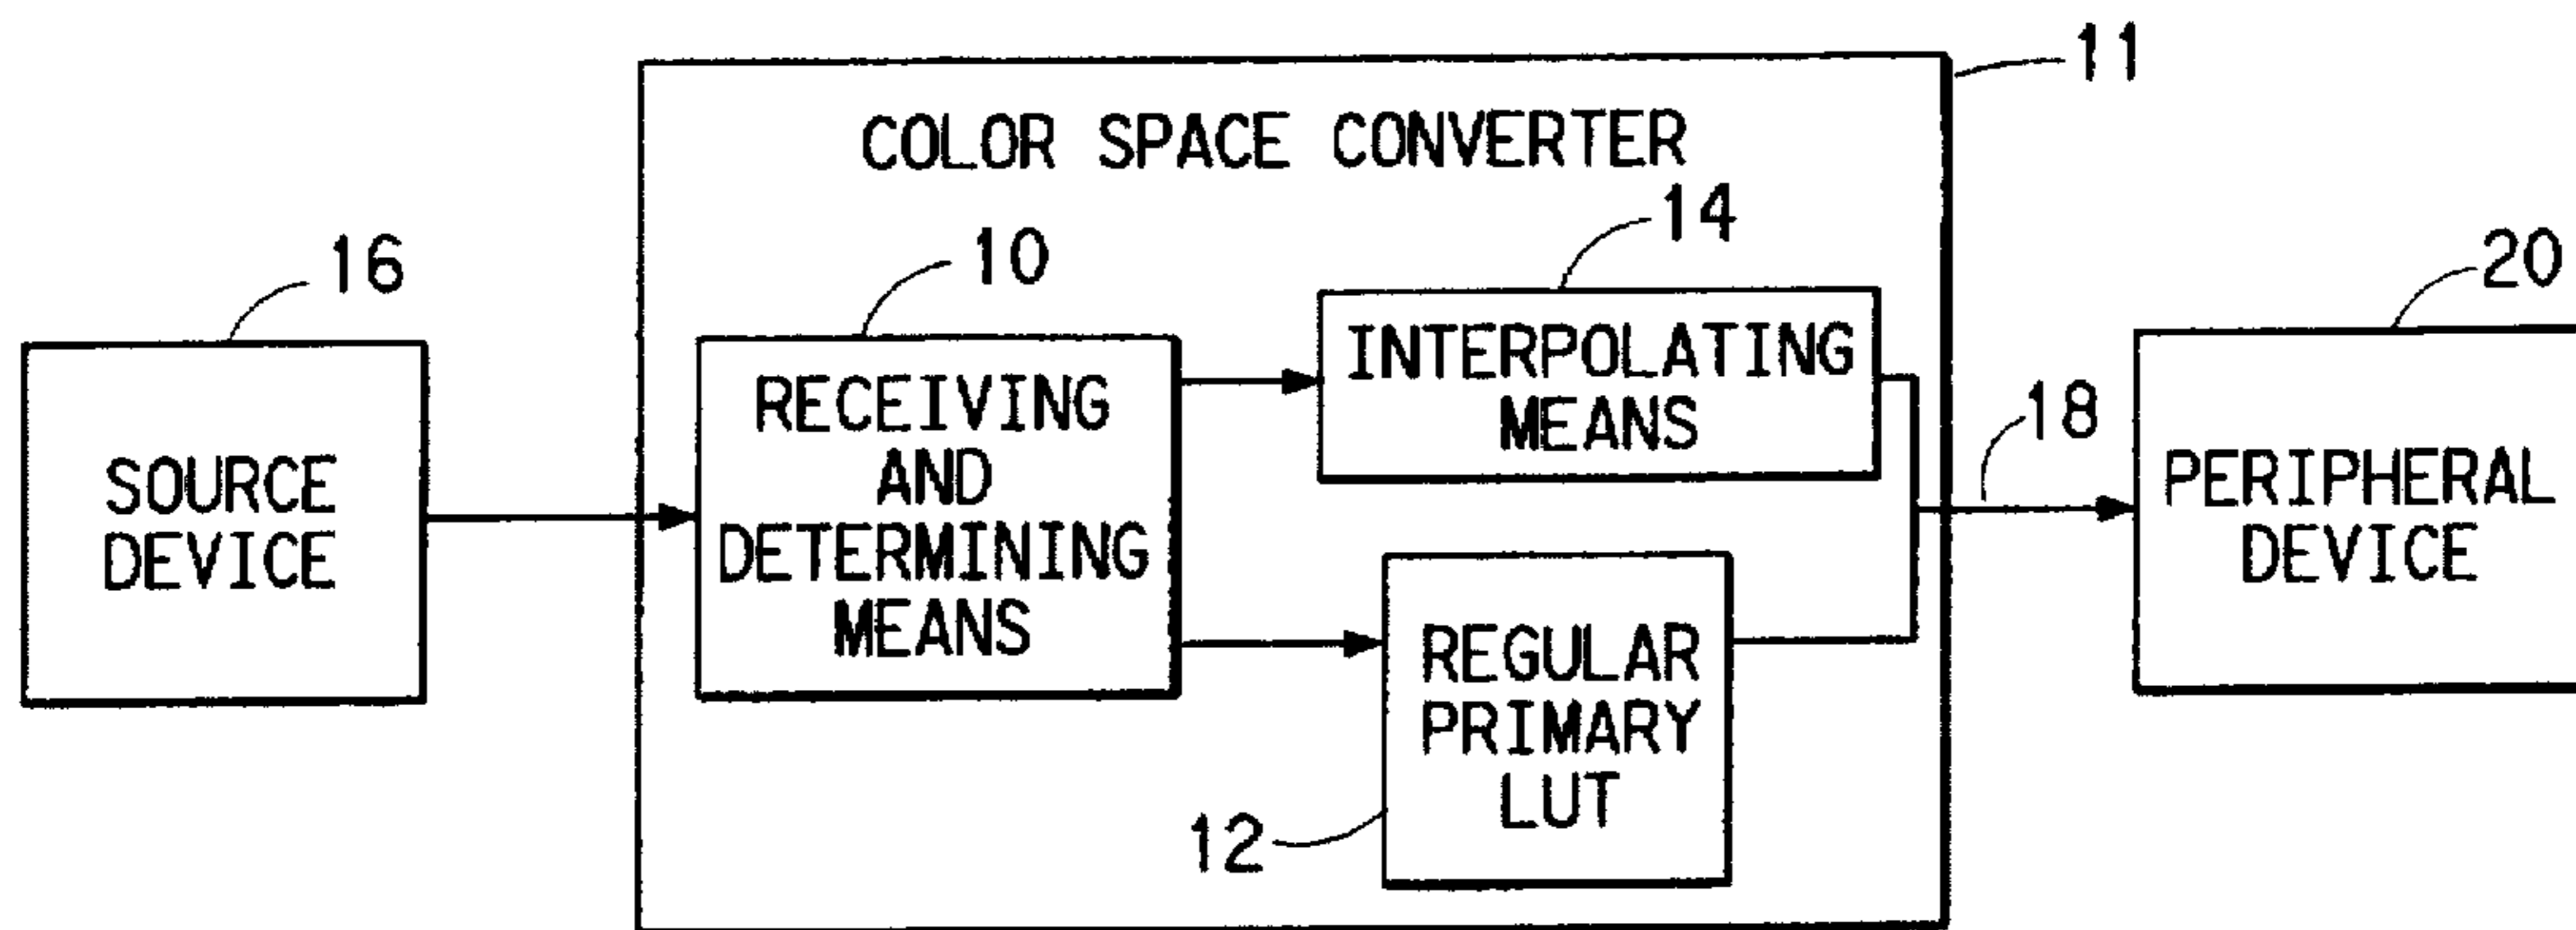 11
COLOR SPACE CONVERTER
14
16
10
20
INTERPOLATING
MEANS
RECEIVING
AND
DETERMINING
MEANS
18
SOURCE
DEVICE
PERIPHERAL
DEVICE
REGULAR
PRIMARY
LUT
12